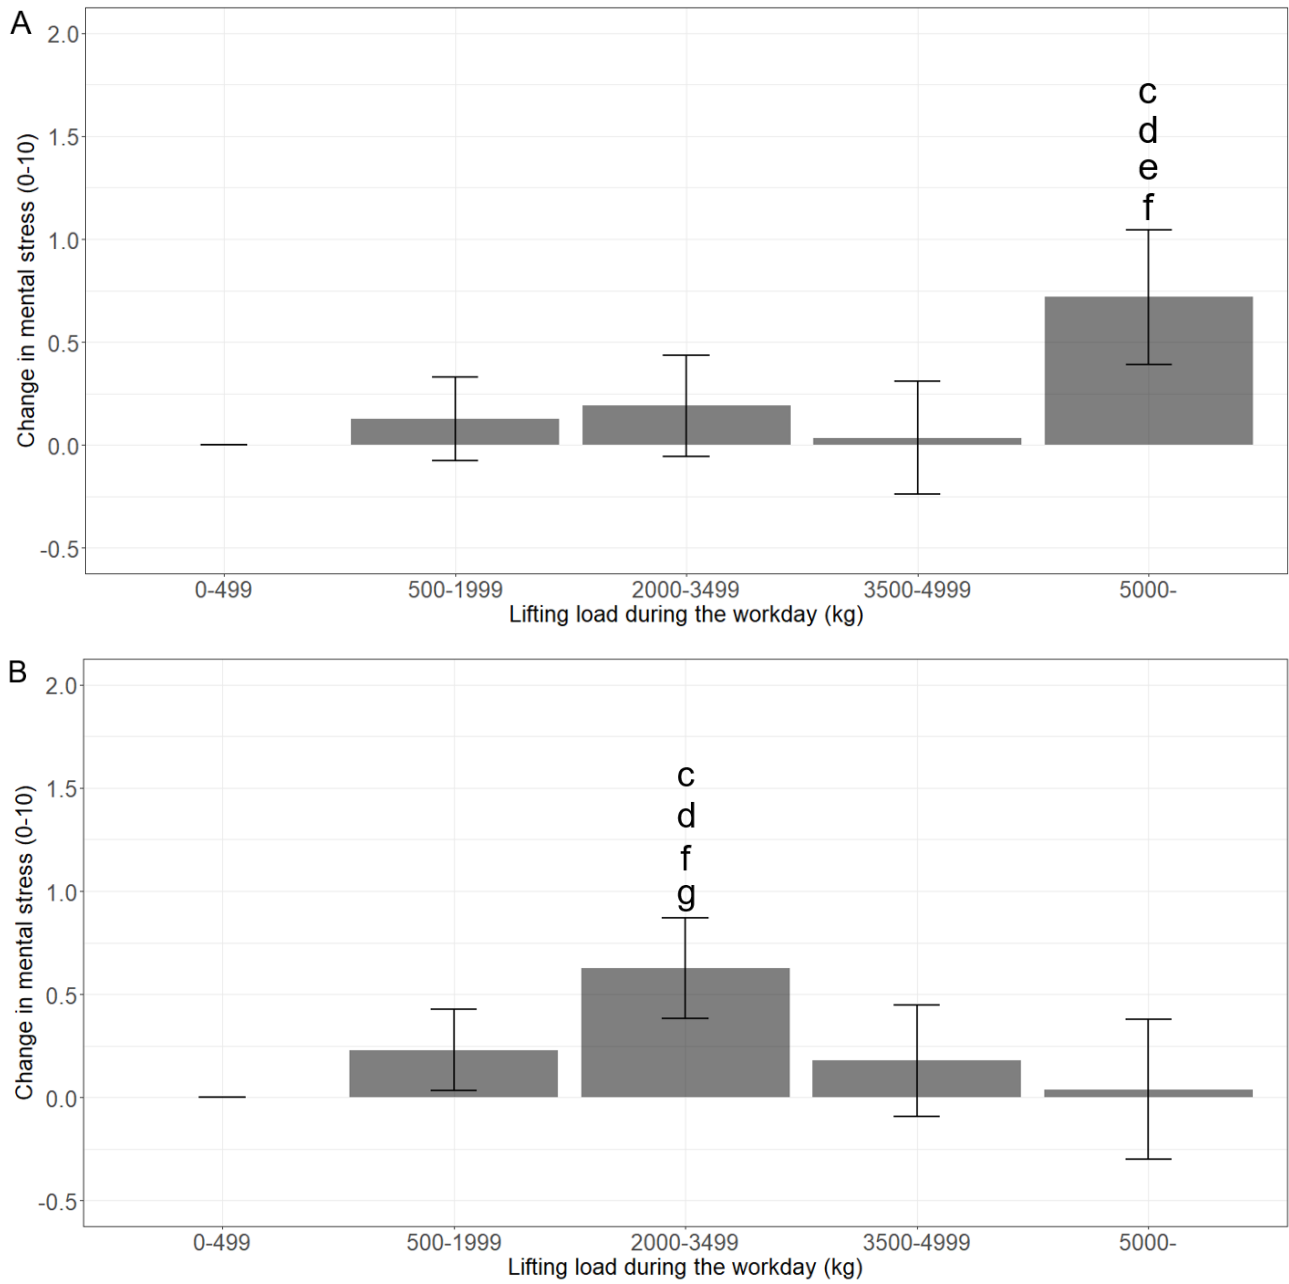 A
Change in mental stress (0-10)
2.0
1.5
1.0
0.5
0.0
-0.5
c
d
e
f
0-499 500-1999 2000-3499 3500-4999 5000-
Lifting load during the workday (kg)
B
Change in mental stress (0-10)
2.0
1.5
1.0
0.5
0.0
-0.5
c
d
f
g
0-499 500-1999 2000-3499 3500-4999 5000-
Lifting load during the workday (kg)